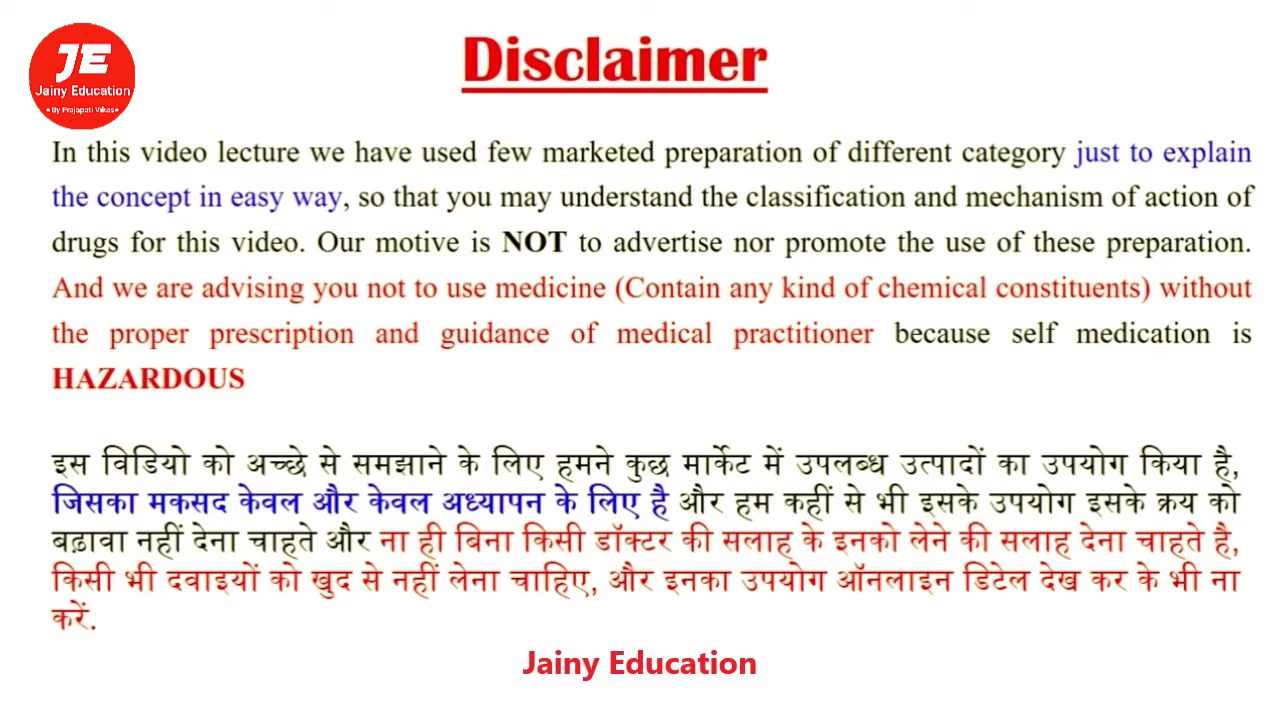 JE
Jainy Education
•By Prajapati Vikas•
Disclaimer
In this video lecture we have used few marketed preparation of different category just to explain
the concept in easy way, so that you may understand the classification and mechanism of action of
drugs for this video. Our motive is NOT to advertise nor promote the use of these preparation.
And we are advising you not to use medicine (Contain any kind of chemical constituents) without
the proper prescription and guidance of medical practitioner because self medication is
HAZARDOUS
इस विडियो को अच्छे से समझाने के लिए हमने कुछ मार्केट में उपलब्ध उत्पादों का उपयोग किया है,
जिसका मकसद केवल और केवल अध्यापन के लिए है और हम कहीं से भी इसके उपयोग इसके क्रय को
बढ़ावा नहीं देना चाहते और ना ही बिना किसी डॉक्टर की सलाह के इनको लेने की सलाह देना चाहते है,
किसी भी दवाइयों को खुद से नहीं लेना चाहिए, और इनका उपयोग ऑनलाइन डिटेल देख कर के भी ना
करें.
Jainy Education